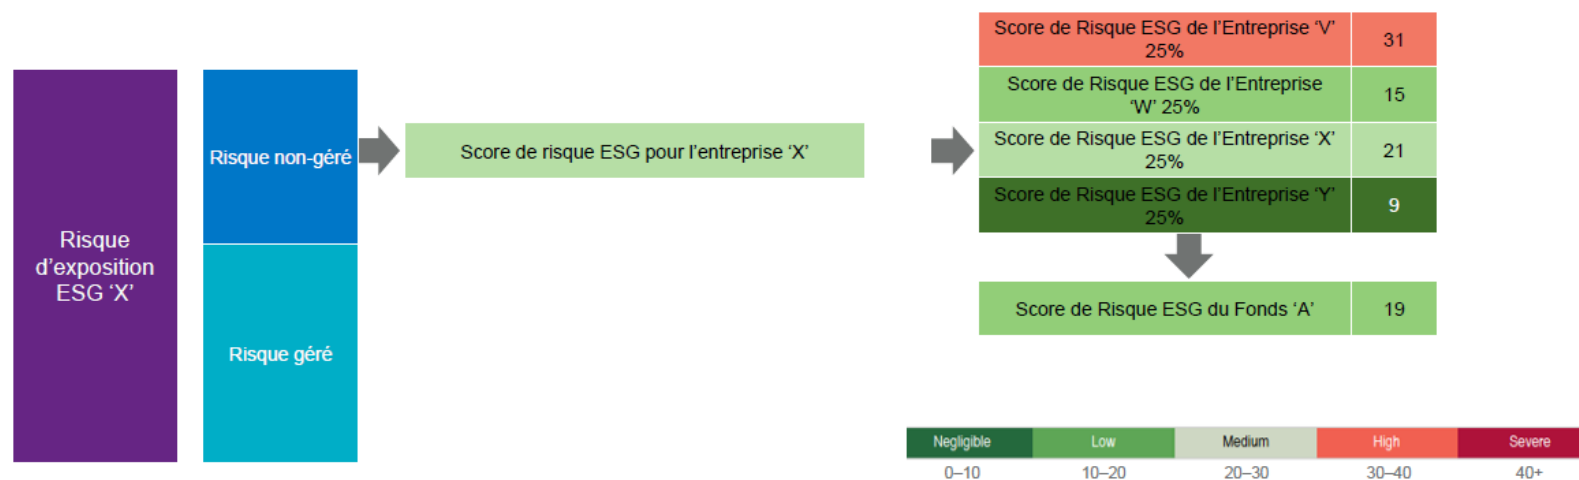 Risque
d'exposition
ESG 'X'
Risque non-géré
Risque géré
Score de risque ESG pour l'entreprise 'X'
Score de Risque ESG de l'Entreprise 'V'
25%
31
Score de Risque ESG de l'Entreprise
'W' 25%
15
Score de Risque ESG de l'Entreprise 'X'
25%
21
Score de Risque ESG de l'Entreprise 'Y'
25%
9
Score de Risque ESG du Fonds 'A'
19
Negligible Low Medium High Severe
0–10 10–20 20–30 30–40 40+